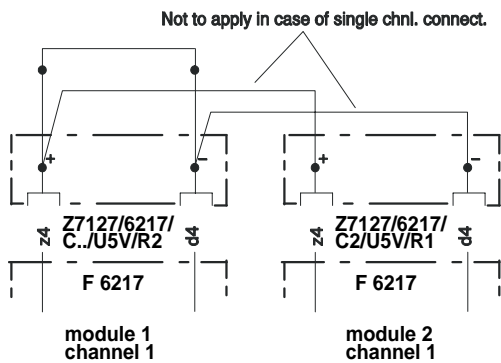 Not to apply in case of single chnl. connect.
+ - + -
z4 Z7127/6217/ C../U5V/R2 d4
z4 Z7127/6217/ C2/U5V/R1 d4
F 6217
F 6217
module 1
channel 1
module 2
channel 1